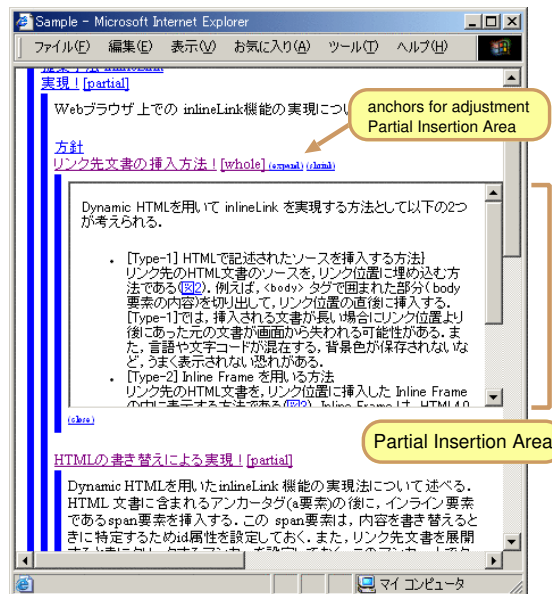 Sample - Microsoft Internet Explorer
ファイル(F) 編集(E) 表示(V) お気に入り(A) ツール(T) ヘルプ(H)
実現！[partial]
Webブラウザ上での inlineLink機能の実現につい
anchors for adjustment
Partial Insertion Area
方針
リンク先文書の挿入方法！[whole] (expand) (shrink)
Dynamic HTMLを用いて inlineLink を実現する方法として以下の2つ
が考えられる.
• [Type-1] HTMLで記述されたソースを挿入する方法}
リンク先のHTML文書のソースを, リンク位置に埋め込む方
法である(図2). 例えば, <body> タグで囲まれた部分( body
要素の内容)を切り出して, リンク位置の直後に挿入する.
[Type-1]では, 挿入される文書が長い場合にリンク位置より
後にあった元の文書が画面から失われる可能性がある. ま
た, 言語や文字コードが混在する, 背景色が保存されないな
ど, うまく表示されない恐れがある.
• [Type-2] Inline Frame を用いる方法
リンク先のHTML文書を, リンク位置に挿入した Inline Frame
の中に表示する方法である(図3). Inline Frame は, HTML4.0
(close)
Partial Insertion Area
HTMLの書き替えによる実現！[partial]
Dynamic HTMLを用いたinlineLink 機能の実現法について述べる.
HTML 文書に含まれるアンカータグ(a要素)の後に, インライン要素
であるspan要素を挿入する. この span要素は, 内容を書き替えると
きに特定するためid属性を設定しておく. また, リンク先文書を展開
マイ コンピュータ